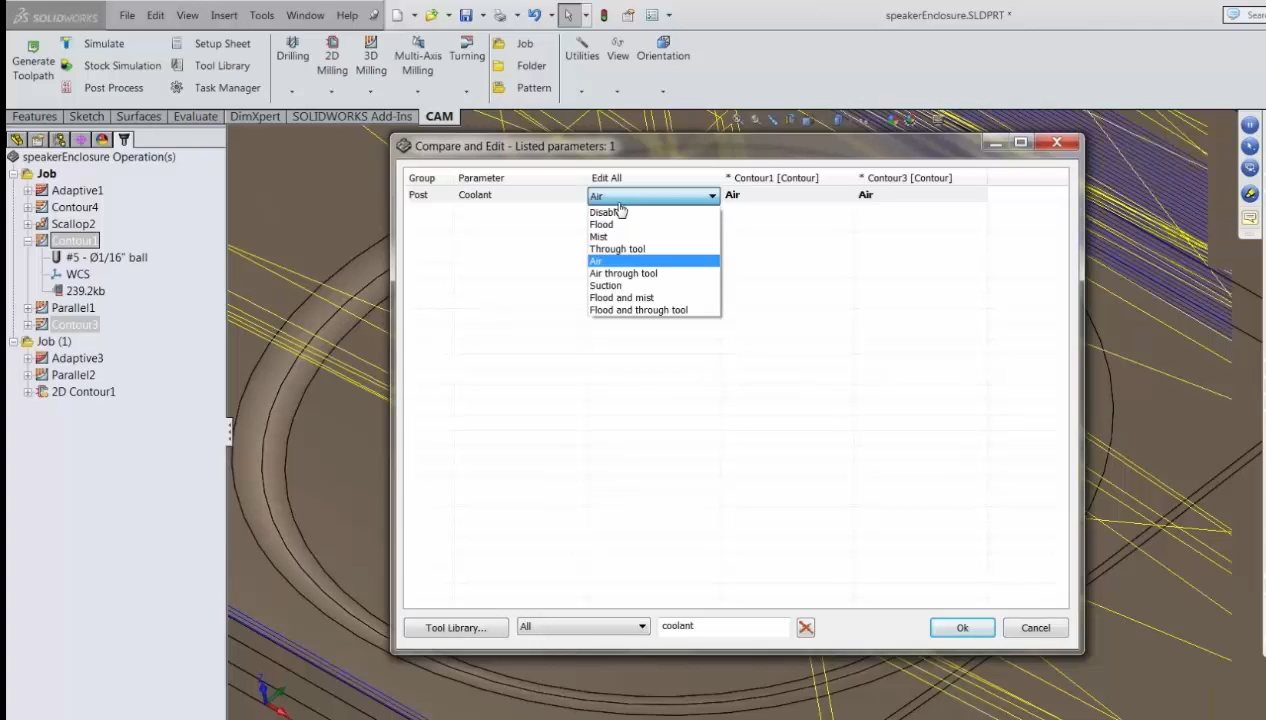 SOLIDWORKS File Edit View Insert Tools Window Help speakerEnclosure.SLDPRT *
Simulate Setup Sheet
Generate Toolpath
Stock Simulation Tool Library
Post Process Task Manager
Drilling 2D Milling 3D Milling Multi-Axis Milling Turning
Job
Folder
Pattern
Utilities View Orientation
Features Sketch Surfaces Evaluate DimXpert SOLIDWORKS Add-Ins CAM
speakerEnclosure Operation(s)
Job
Adaptive1
Contour4
Scallop2
Contour1
#5 - Ø1/16" ball
WCS
239.2kb
Parallel1
Contour3
Job (1)
Adaptive3
Parallel2
2D Contour1
Compare and Edit - Listed parameters: 1
Group Parameter Edit All * Contour1 [Contour] * Contour3 [Contour]
Post Coolant Air Air Air
Flood
Mist
Through tool
Air
Air through tool
Suction
Flood and mist
Flood and through tool
Tool Library... All coolant Ok Cancel
Z